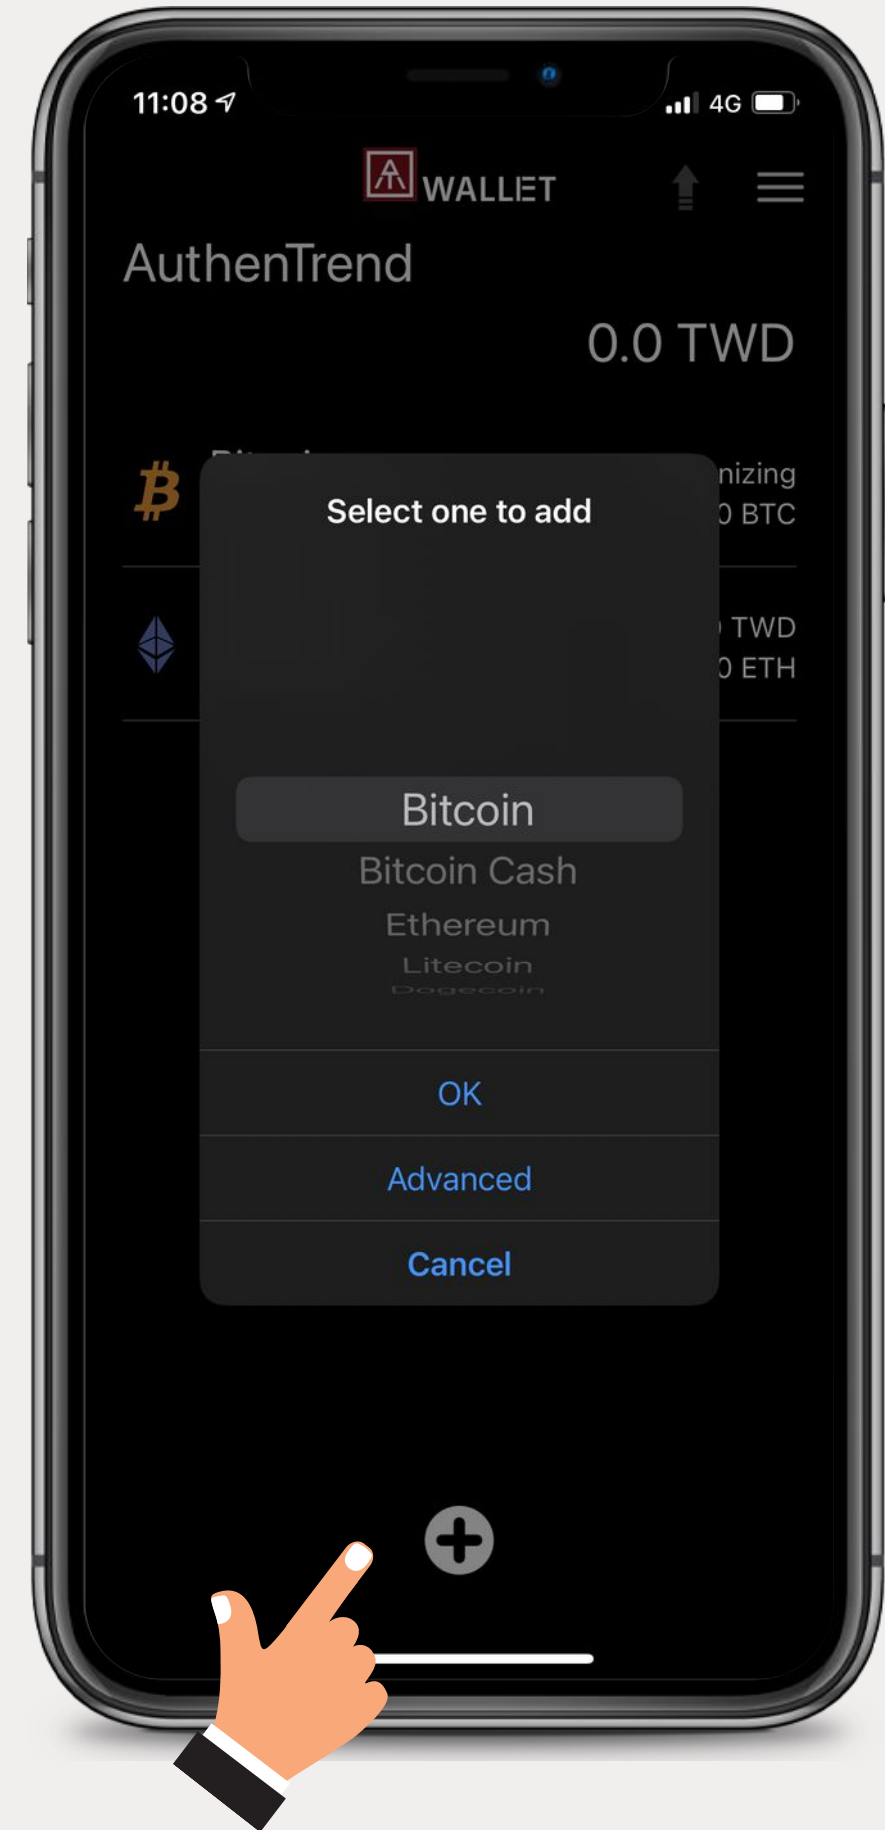 11:08
4G
WALLET
AuthenTrend
0.0 TWD
nizing
0 BTC
TWD
0 ETH
Select one to add
Bitcoin
Bitcoin Cash
Ethereum
Litecoin
Dogecoin
OK
Advanced
Cancel